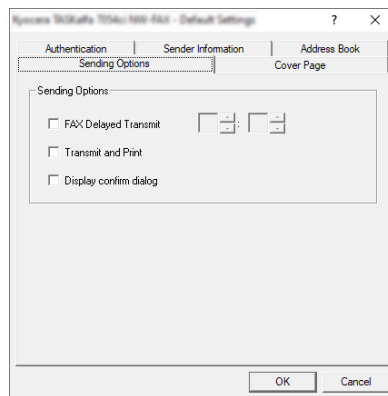 Kyocera TASKalfa 7054ci NW-FAX - Default Settings ? ×
Authentication Sender Information Address Book
Sending Options Cover Page
Sending Options
FAX Delayed Transmit :
Transmit and Print
Display confirm dialog
OK Cancel